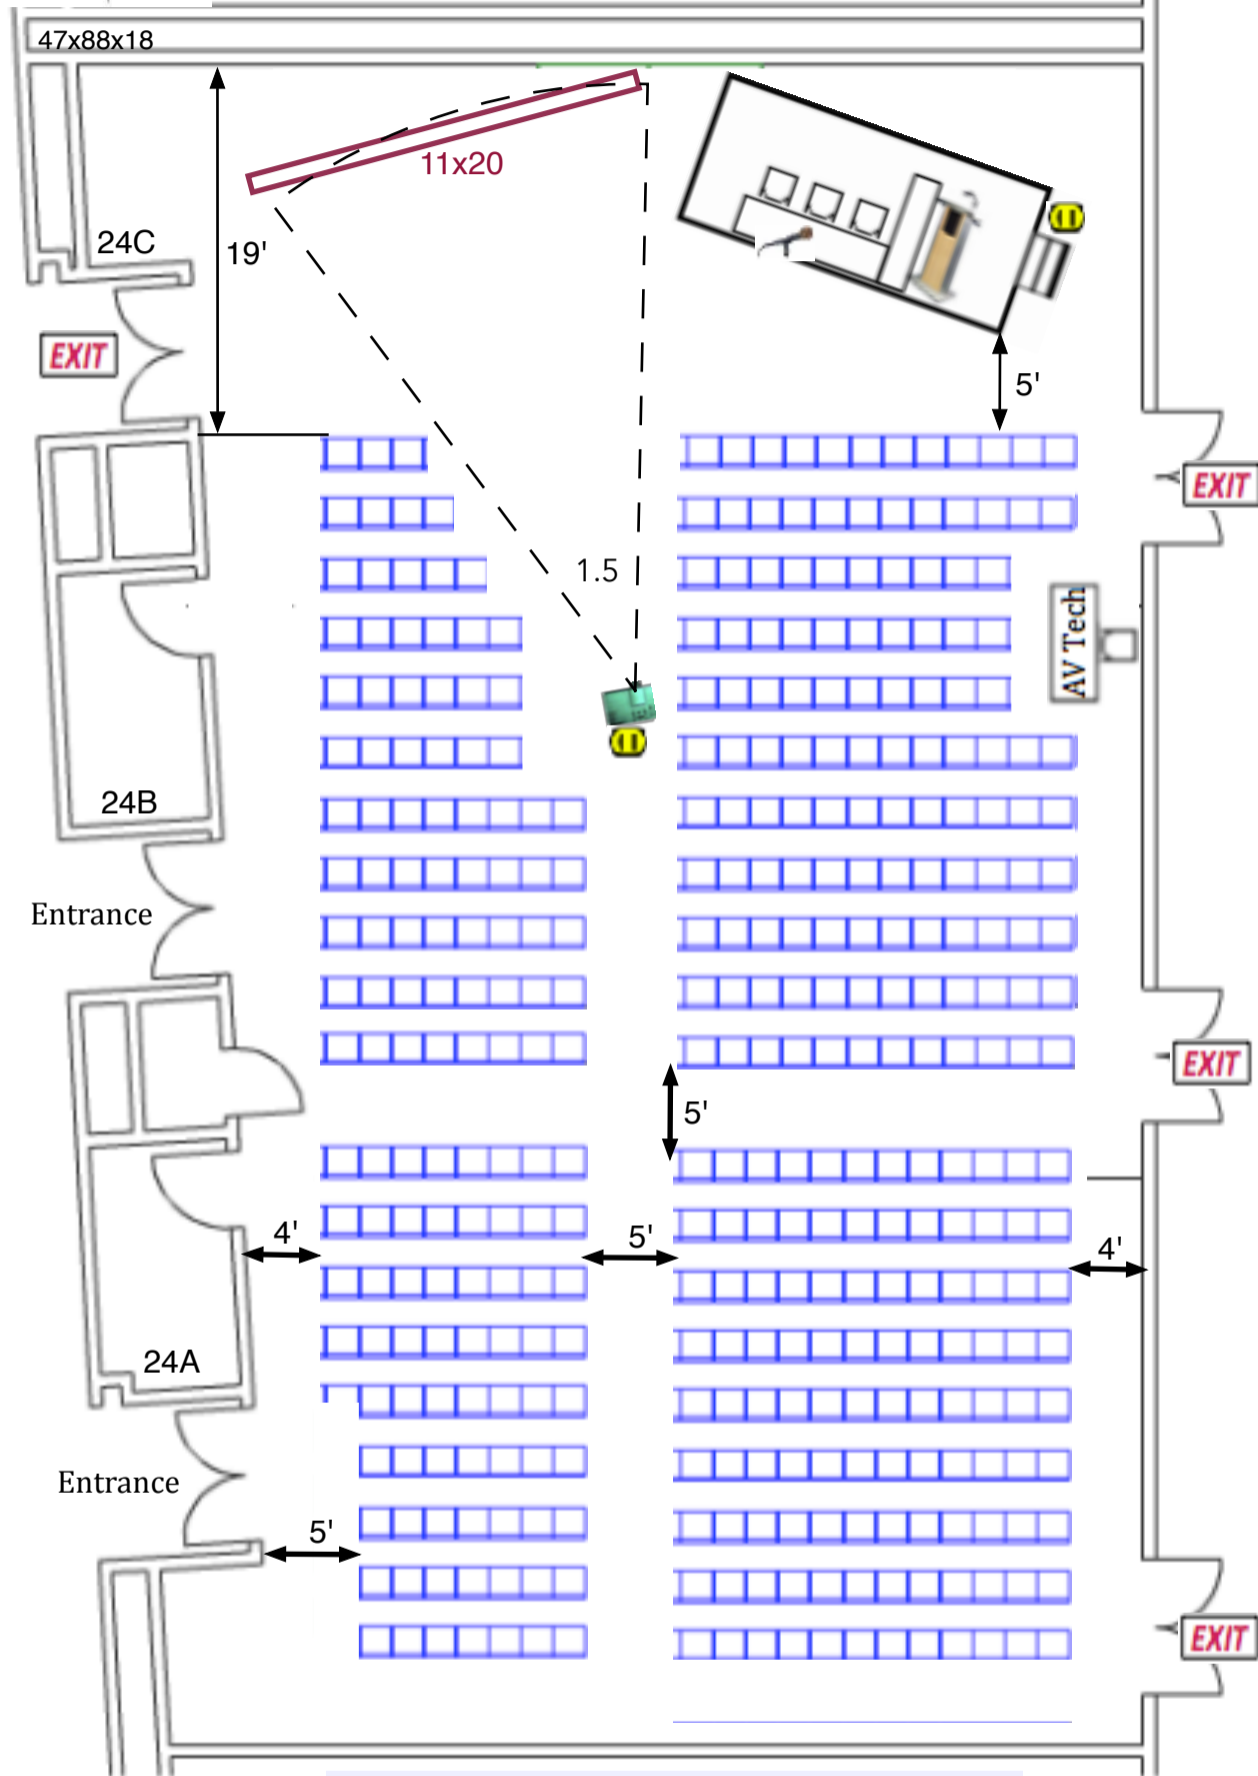 47x88x18
11x20
24C
19'
EXIT
5'
EXIT
1.5
AV Tech
24B
Entrance
EXIT
5'
4'
5'
4'
24A
Entrance
5'
EXIT